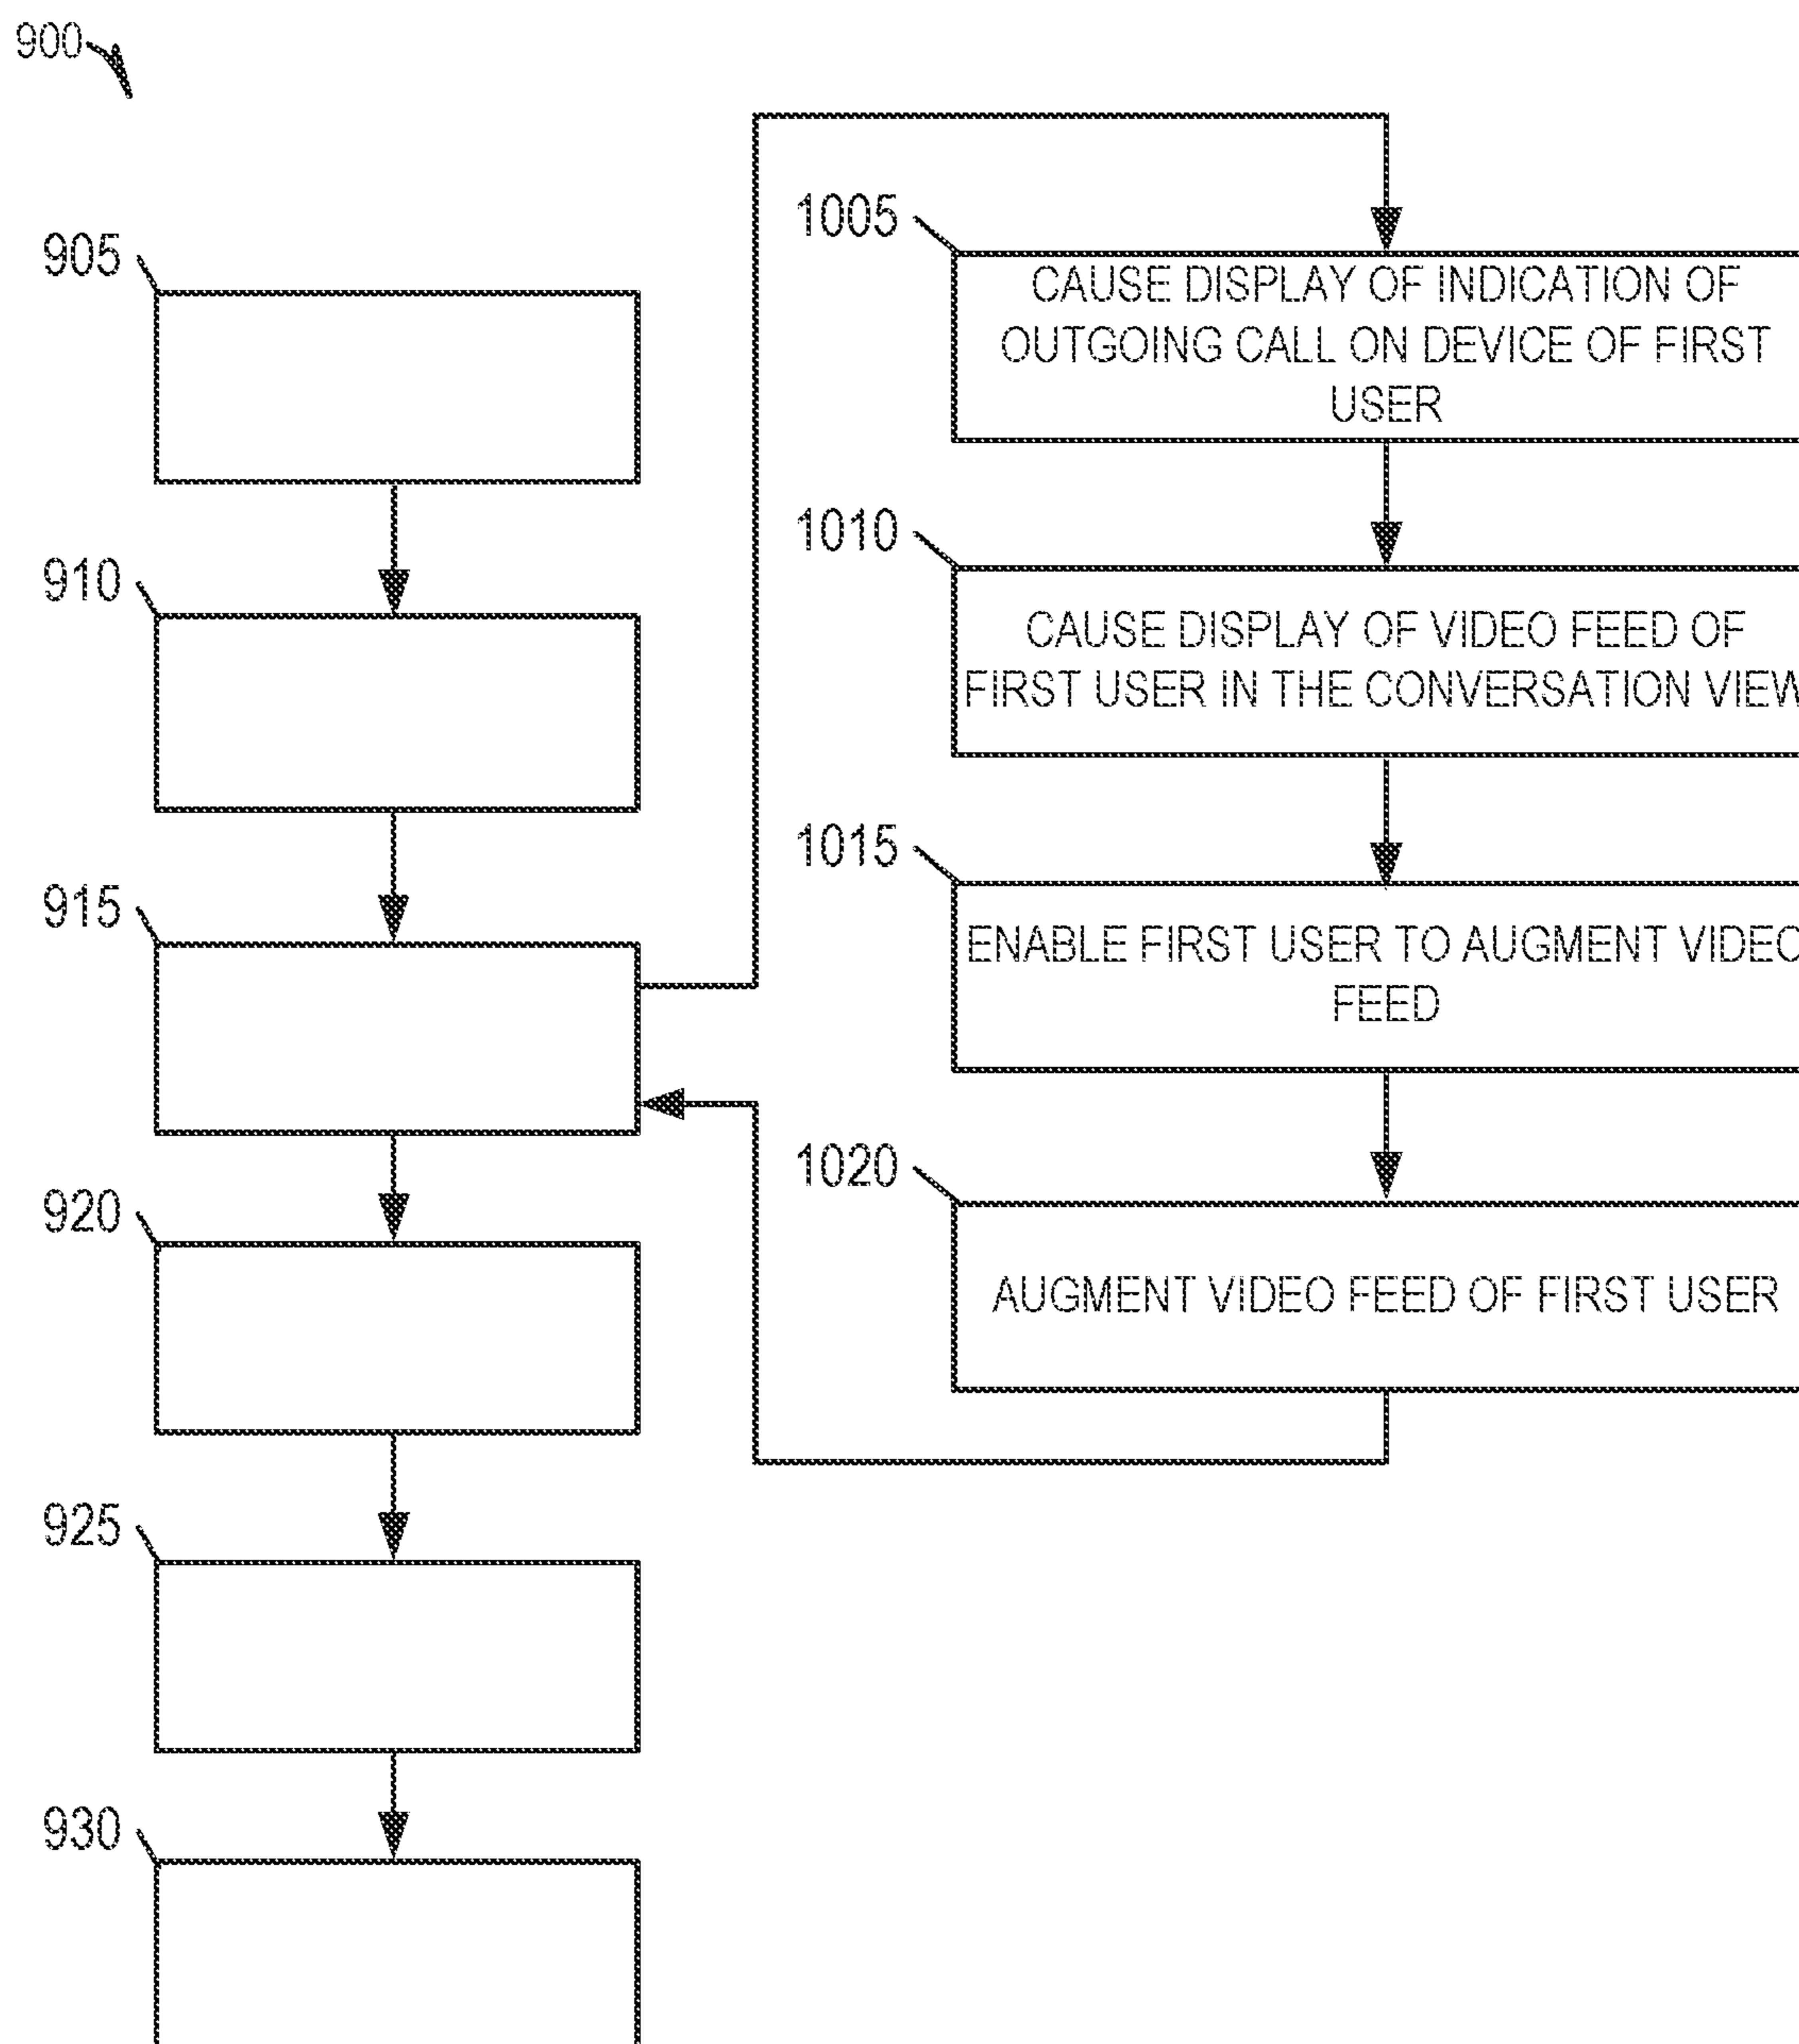 900
905
910
915
920
925
930
1005
CAUSE DISPLAY OF INDICATION OF
OUTGOING CALL ON DEVICE OF FIRST
USER
1010
CAUSE DISPLAY OF VIDEO FEED OF
FIRST USER IN THE CONVERSATION VIEW
1015
ENABLE FIRST USER TO AUGMENT VIDEO
FEED
1020
AUGMENT VIDEO FEED OF FIRST USER